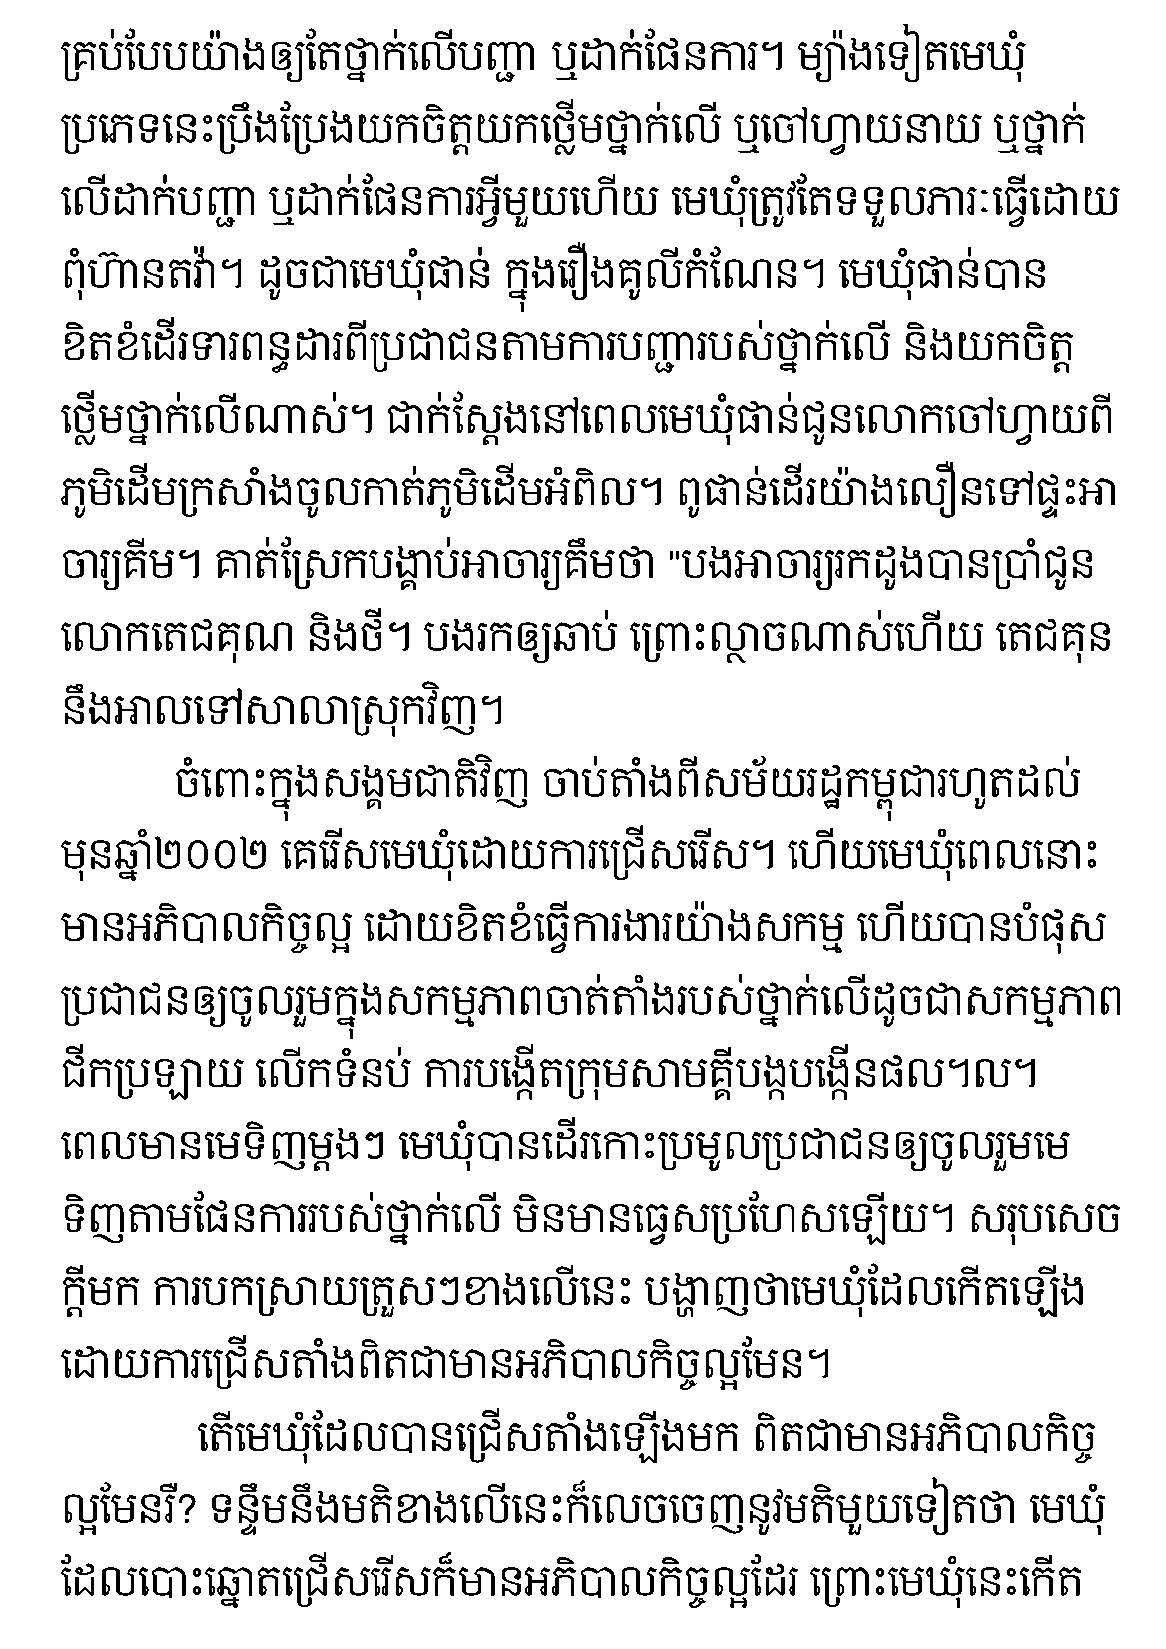 គ្រប់បែបយ៉ាងឲ្យតែថ្នាក់លើបញ្ជា ឬដាក់ផែនការ។ ម្យ៉ាងទៀតមេឃុំ
ប្រភេទនេះប្រឹងប្រែងយកចិត្តយកថ្លើមថ្នាក់លើ ឬចៅហ្វាយនាយ ឬថ្នាក់
លើដាក់បញ្ជា ឬដាក់ផែនការអ្វីមួយហើយ មេឃុំត្រូវតែទទួលភារៈធ្វើដោយ
ពុំហ៊ានតវ៉ា។ ដូចជាមេឃុំផាន់ ក្នុងរឿងគូលីកំណែន។ មេឃុំផាន់បាន
ខិតខំដើរទារពន្ធដារពីប្រជាជនតាមការបញ្ជារបស់ថ្នាក់លើ និងយកចិត្ត
ថ្លើមថ្នាក់លើណាស់។ ជាក់ស្ដែងនៅពេលមេឃុំផាន់ជូនលោកចៅហ្វាយពី
ភូមិដើមក្រសាំងចូលកាត់ភូមិដើមអំពិល។ ពូផាន់ដើរយ៉ាងលឿនទៅផ្ទះអា
ចារ្យគីម។ គាត់ស្រែកបង្គាប់អាចារ្យគឹមថា "បងអាចារ្យរកដូងបានប្រាំជូន
លោកតេជគុណ និងថី។ បងរកឲ្យឆាប់ ព្រោះល្ងាចណាស់ហើយ តេជគុន
នឹងអាលទៅសាលាស្រុកវិញ។
ចំពោះក្នុងសង្គមជាតិវិញ ចាប់តាំងពីសម័យរដ្ឋកម្ពុជារហូតដល់
មុនឆ្នាំ២០០២ គេរើសមេឃុំដោយការជ្រើសរើស។ ហើយមេឃុំពេលនោះ
មានអភិបាលកិច្ចល្អ ដោយខិតខំធ្វើការងារយ៉ាងសកម្ម ហើយបានបំផុស
ប្រជាជនឲ្យចូលរួមក្នុងសកម្មភាពចាត់តាំងរបស់ថ្នាក់លើដូចជាសកម្មភាព
ជីកប្រឡាយ លើកទំនប់ ការបង្កើតក្រុមសាមគ្គីបង្កបង្កើនផល។ល។
ពេលមានមេទិញម្ដងៗ មេឃុំបានដើរកោះប្រមូលប្រជាជនឲ្យចូលរួមមេ
ទិញតាមផែនការរបស់ថ្នាក់លើ មិនមានធ្វេសប្រហែសឡើយ។ សរុបសេច
ក្ដីមក ការបកស្រាយត្រួសៗខាងលើនេះ បង្ហាញថាមេឃុំដែលកើតឡើង
ដោយការជ្រើសតាំងពិតជាមានអភិបាលកិច្ចល្អមែន។
តើមេឃុំដែលបានជ្រើសតាំងឡើងមក ពិតជាមានអភិបាលកិច្ច
ល្អមែនរឺ? ទន្ទឹមនឹងមតិខាងលើនេះក៏លេចចេញនូវមតិមួយទៀតថា មេឃុំ
ដែលបោះឆ្នោតជ្រើសរើសក៏មានអភិបាលកិច្ចល្អដែរ ព្រោះមេឃុំនេះកើត